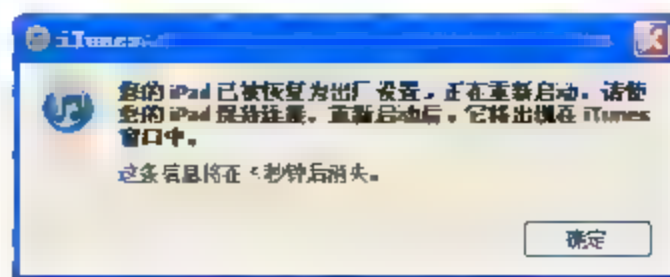 iTunes
您的 iPad 已被恢复为出厂设置，正在重新启动。请使
您的 iPad 保持连接。重新启动后，它将出现在 iTunes
窗口中。
这条信息将在 秒钟后消失。
确定